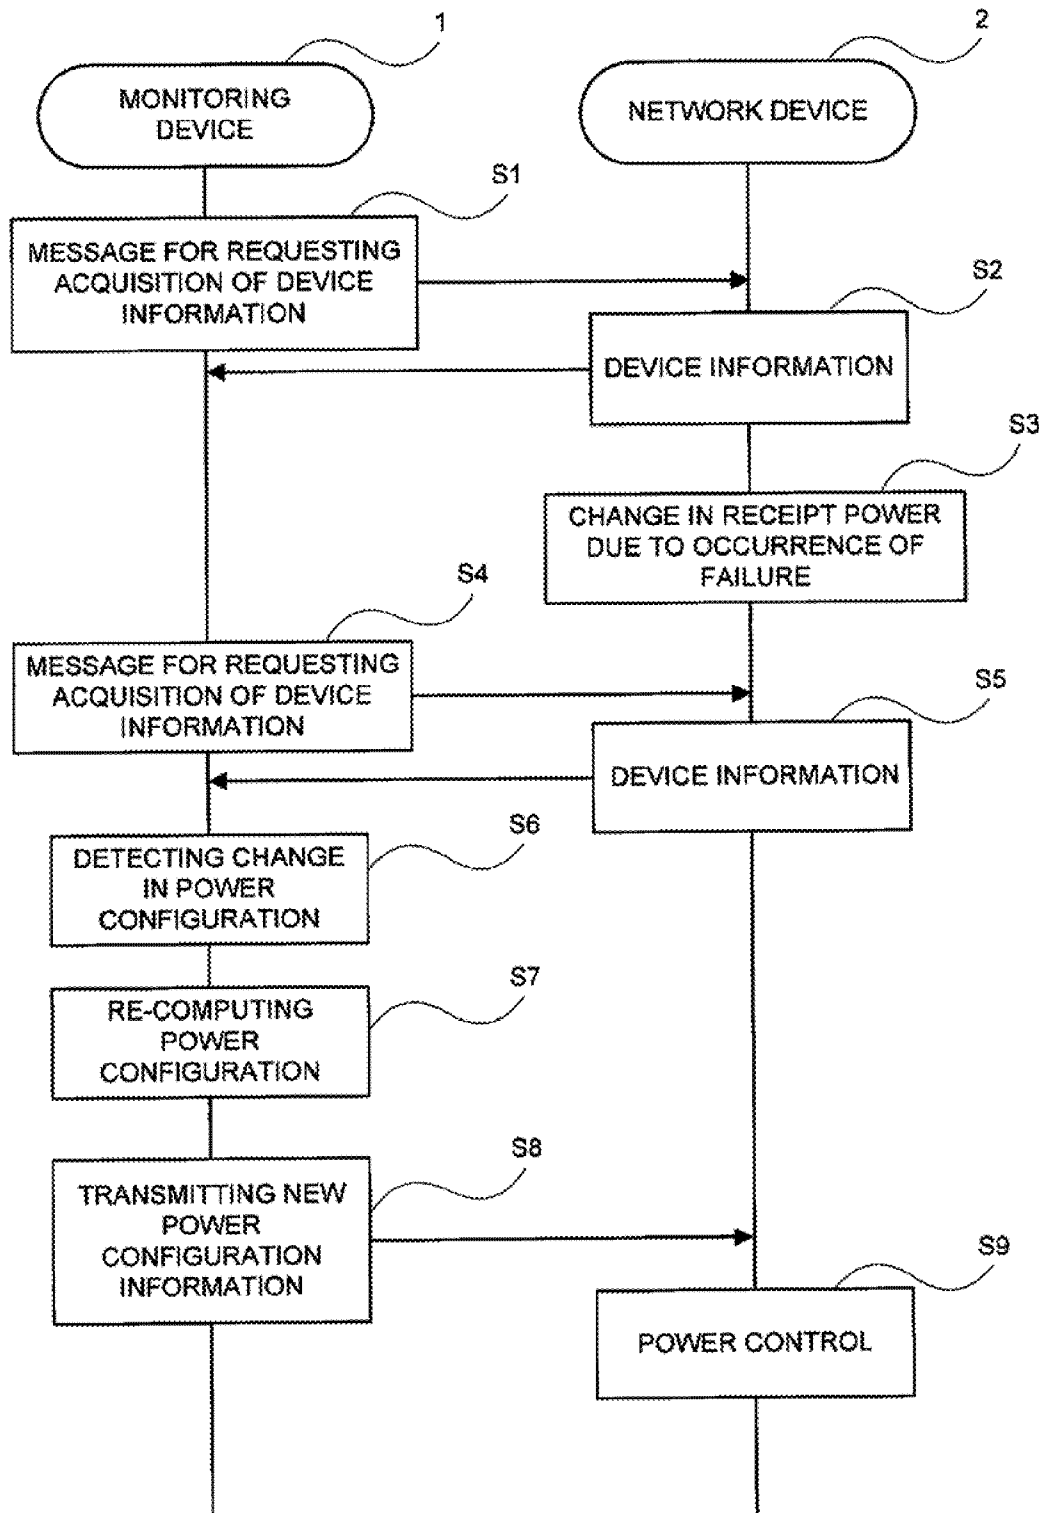 1
2
MONITORING
DEVICE
NETWORK DEVICE
S1
MESSAGE FOR REQUESTING
ACQUISITION OF DEVICE
INFORMATION
S2
DEVICE INFORMATION
S3
CHANGE IN RECEIPT POWER
DUE TO OCCURRENCE OF
FAILURE
S4
MESSAGE FOR REQUESTING
ACQUISITION OF DEVICE
INFORMATION
S5
DEVICE INFORMATION
S6
DETECTING CHANGE
IN POWER
CONFIGURATION
S7
RE-COMPUTING
POWER
CONFIGURATION
S8
TRANSMITTING NEW
POWER
CONFIGURATION
INFORMATION
S9
POWER CONTROL